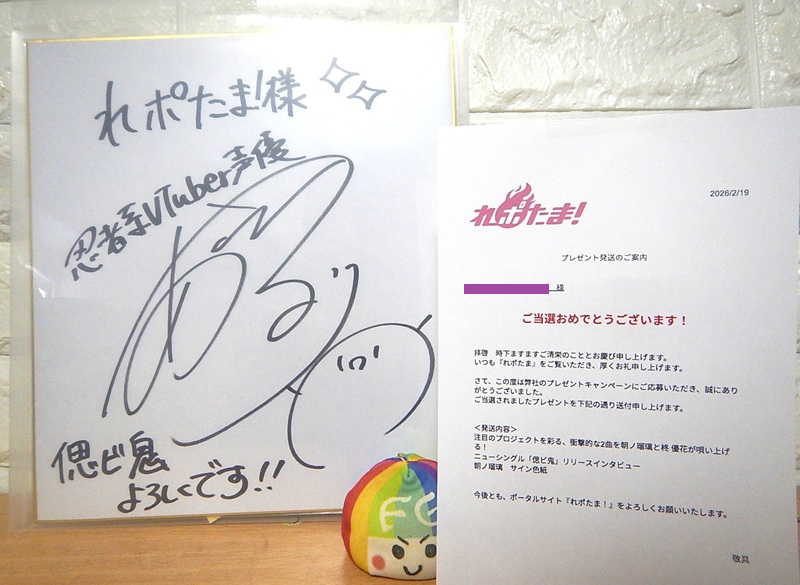 れポたま!様
忍者系VTuber声優
偲ビ鬼
よろしくです!!
FG
れポたま!
2026/2/19
プレゼント発送のご案内
様
ご当選おめでとうございます!
拝啓 時下ますますご清栄のこととお慶び申し上げます。
いつも『れポたま』をご覧いただき、厚くお礼申し上げます。
さて、この度は弊社のプレゼントキャンペーンにご応募いただき、誠にあり
がとうございました。
ご当選されましたプレゼントを下記の通り送付申し上げます。
<発送内容>
注目のプロジェクトを彩る、衝撃的な2曲を朝ノ瑠璃と柊 優花が唄い上げ
る!
ニューシングル「偲ビ鬼」リリースインタビュー
朝ノ瑠璃 サイン色紙
今後とも、ポータルサイト『れポたま!』をよろしくお願いいたします。
敬具